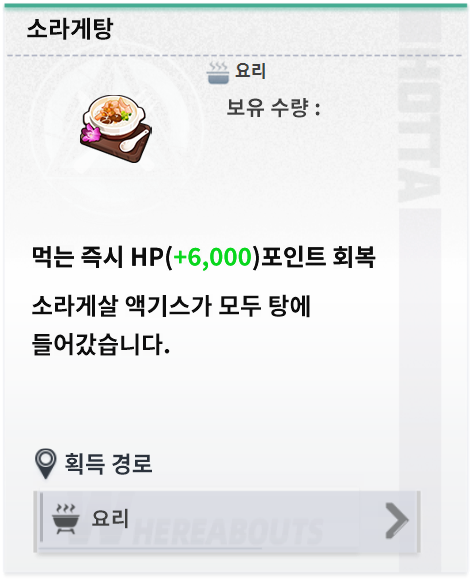 소라게탕
요리
보유 수량 :
HOTTA
먹는 즉시 HP(+6,000)포인트 회복
소라게살 액기스가 모두 탕에
들어갔습니다.
획득 경로
요리
HEREABOUTS